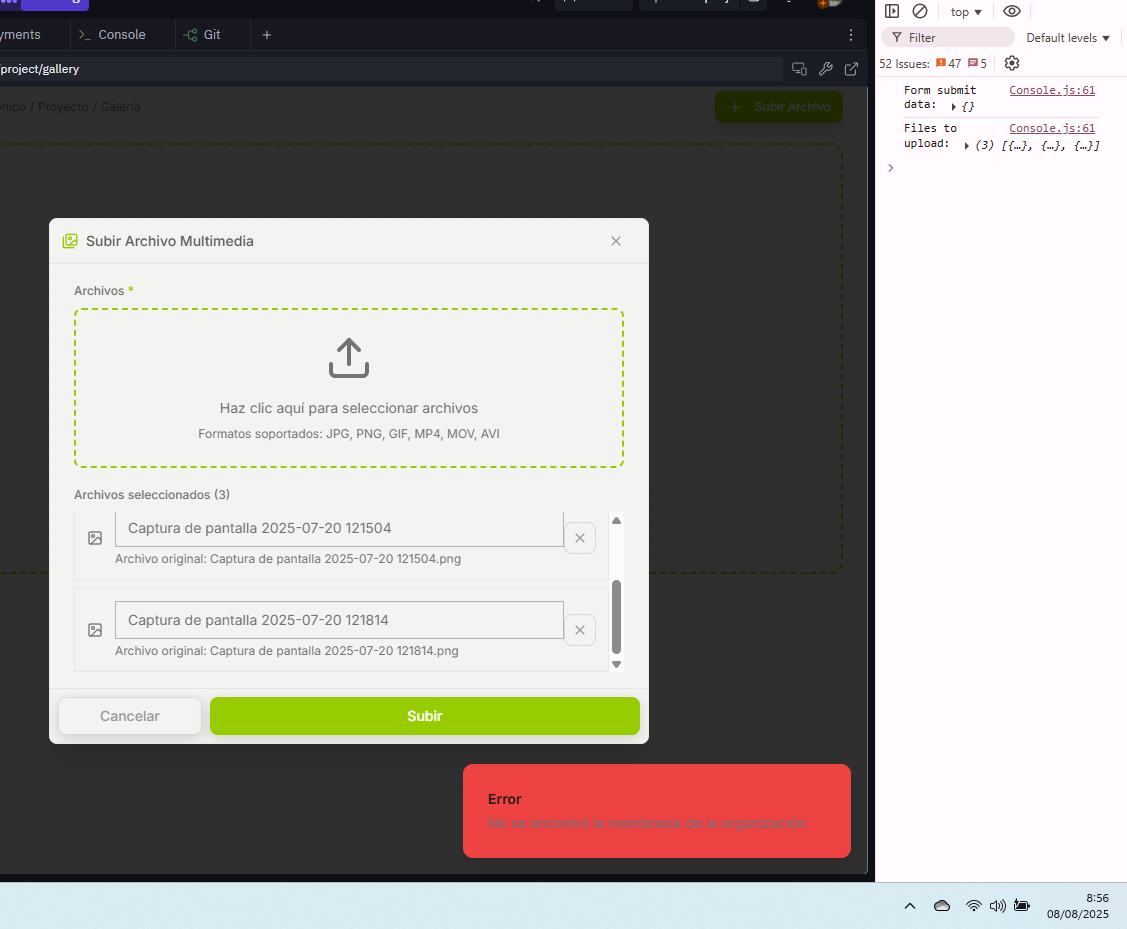 top
yments
Console
Git
Filter
Default levels
52 Issues: 47 5
/project/gallery
Form submit data: {}
Console.js:61
Files to upload: (3) [{…}, {…}, {…}]
Console.js:61
ónico / Proyecto / Galería
Subir Archivo
Subir Archivo Multimedia
Archivos *
Haz clic aquí para seleccionar archivos
Formatos soportados: JPG, PNG, GIF, MP4, MOV, AVI
Archivos seleccionados (3)
Captura de pantalla 2025-07-20 121504
Archivo original: Captura de pantalla 2025-07-20 121504.png
Captura de pantalla 2025-07-20 121814
Archivo original: Captura de pantalla 2025-07-20 121814.png
Cancelar
Subir
Error
No se encontró la membresía de la organización
8:56
08/08/2025